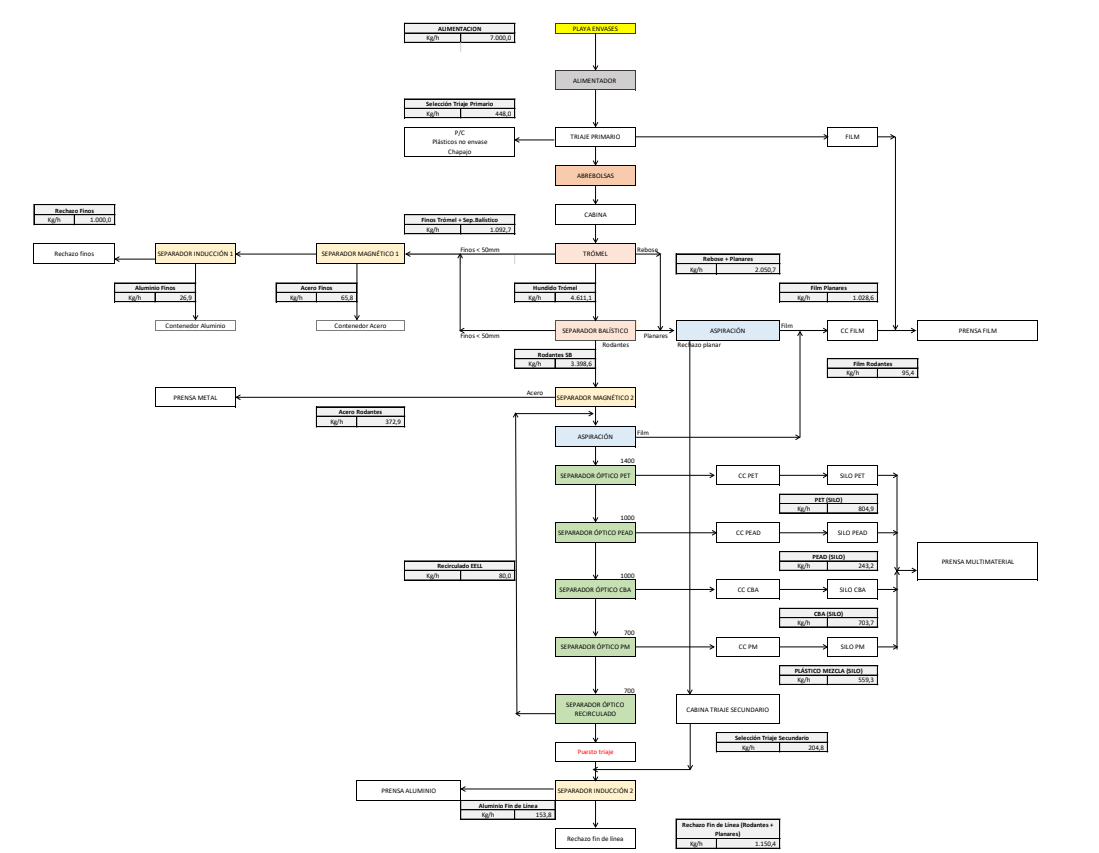 ALIMENTACION
Kg/h 7.000,0
PLAYA ENVASES
ALIMENTADOR
Selección Triaje Primario
Kg/h 448,0
P/C
Plásticos no envase
Chapajo
TRIAJE PRIMARIO
FILM
ABREBOLSAS
CABINA
Rechazo Finos
Kg/h 1.000,0
Finos Trómel + Sep.Balístico
Kg/h 1.092,7
Rechazo finos
SEPARADOR INDUCCIÓN 1
SEPARADOR MAGNÉTICO 1
Finos < 50mm
TRÓMEL
Rebose
Rebose + Planares
Kg/h 2.050,7
Aluminio Finos
Kg/h 26,9
Acero Finos
Kg/h 65,8
Hundido Trómel
Kg/h 4.611,1
Film Planares
Kg/h 1.028,6
Contenedor Aluminio
Contenedor Acero
Finos < 50mm
SEPARADOR BALÍSTICO
Planares
ASPIRACIÓN
Film
CC FILM
PRENSA FILM
Rodantes
Rechazo planar
Rodantes SB
Kg/h 3.398,6
Film Rodantes
Kg/h 95,4
PRENSA METAL
Acero
SEPARADOR MAGNÉTICO 2
Acero Rodantes
Kg/h 372,9
ASPIRACIÓN
Film
1400
SEPARADOR ÓPTICO PET
CC PET
SILO PET
PET (SILO)
Kg/h 804,9
1000
SEPARADOR ÓPTICO PEAD
CC PEAD
SILO PEAD
PRENSA MULTIMATERIAL
PEAD (SILO)
Kg/h 243,2
Recirculado EELL
Kg/h 80,0
1000
SEPARADOR ÓPTICO CBA
CC CBA
SILO CBA
CBA (SILO)
Kg/h 703,7
700
SEPARADOR ÓPTICO PM
CC PM
SILO PM
PLÁSTICO MEZCLA (SILO)
Kg/h 559,3
700
SEPARADOR ÓPTICO
RECIRCULADO
CABINA TRIAJE SECUNDARIO
Selección Triaje Secundario
Kg/h 204,8
Puesto triaje
PRENSA ALUMINIO
SEPARADOR INDUCCIÓN 2
Aluminio Fin de Línea
Kg/h 153,8
Rechazo fin de línea
Rechazo Fin de Línea (Rodantes +
Planares)
Kg/h 1.150,4